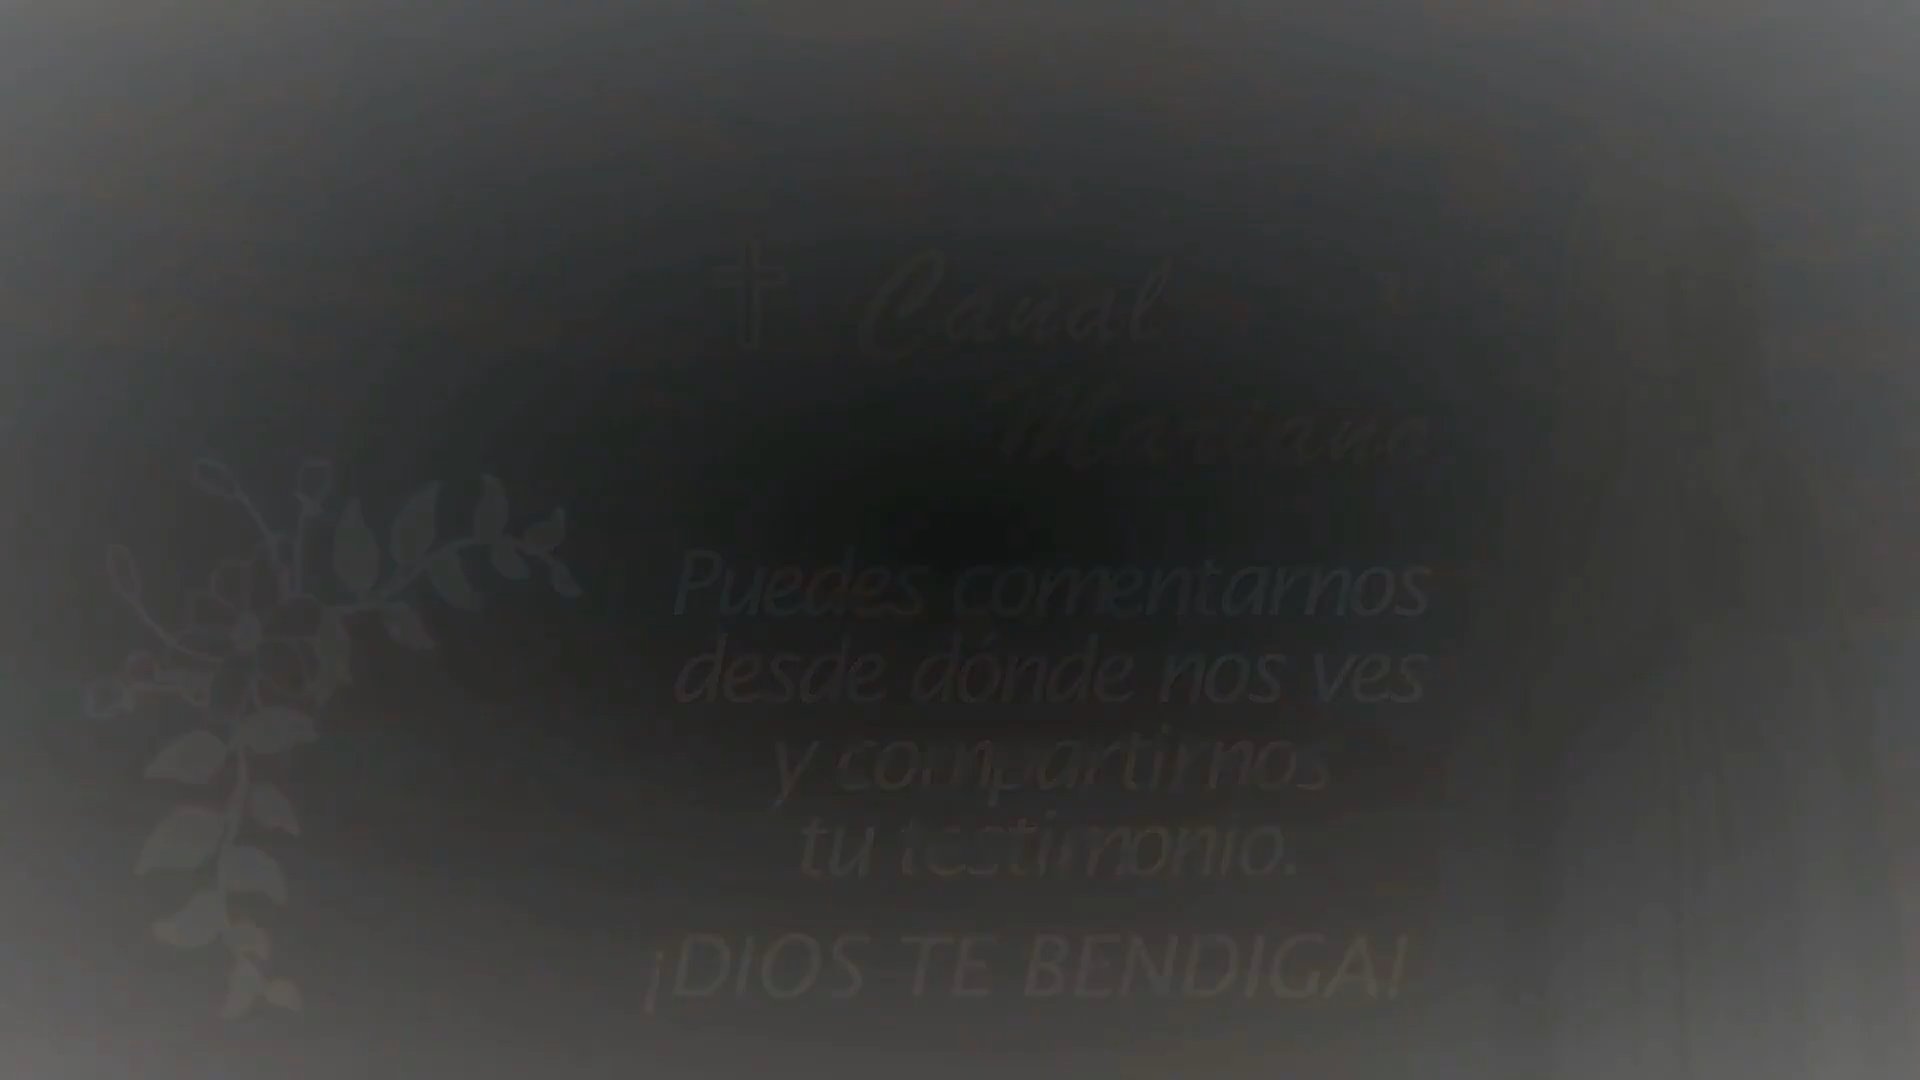 Canal
Mariano
Puedes comentarnos
desde dónde nos ves
y compartirnos
tu testimonio.
¡DIOS TE BENDIGA!